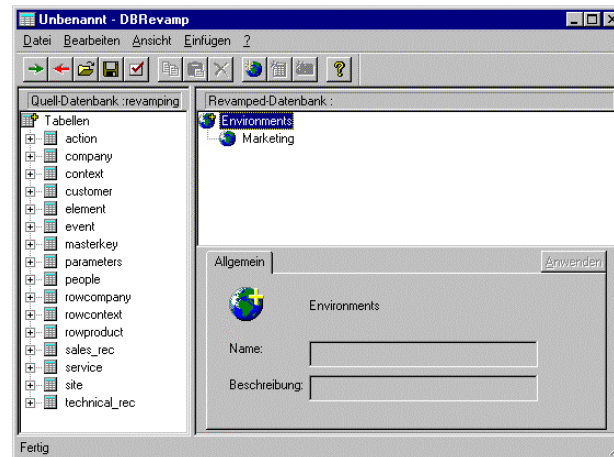 Unbenannt - DBRevamp
Datei Bearbeiten Ansicht Einfügen ?
Quell-Datenbank :revamping
Tabellen
action
company
context
customer
element
event
masterkey
parameters
people
rowcompany
rowcontext
rowproduct
sales_rec
service
site
technical_rec
Revamped-Datenbank :
Environments
Marketing
Allgemein
Anwenden
Environments
Name:
Beschreibung:
Fertig